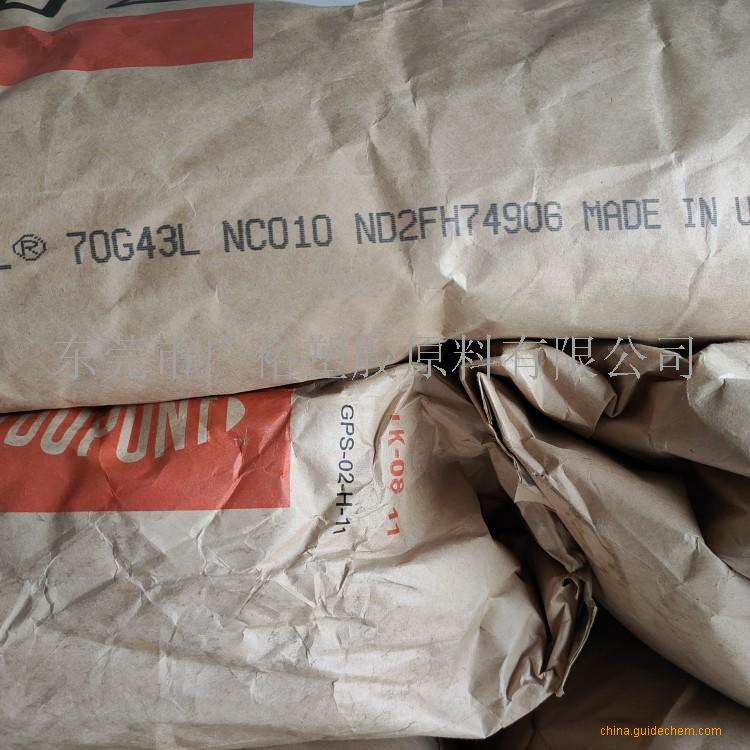 L® 70G43L NC010 ND2FH74906 MADE IN U
东莞市广裕塑胶原料有限公司
DUPONT
GPS-02-H-11
K-08 11
china.guidechem.com